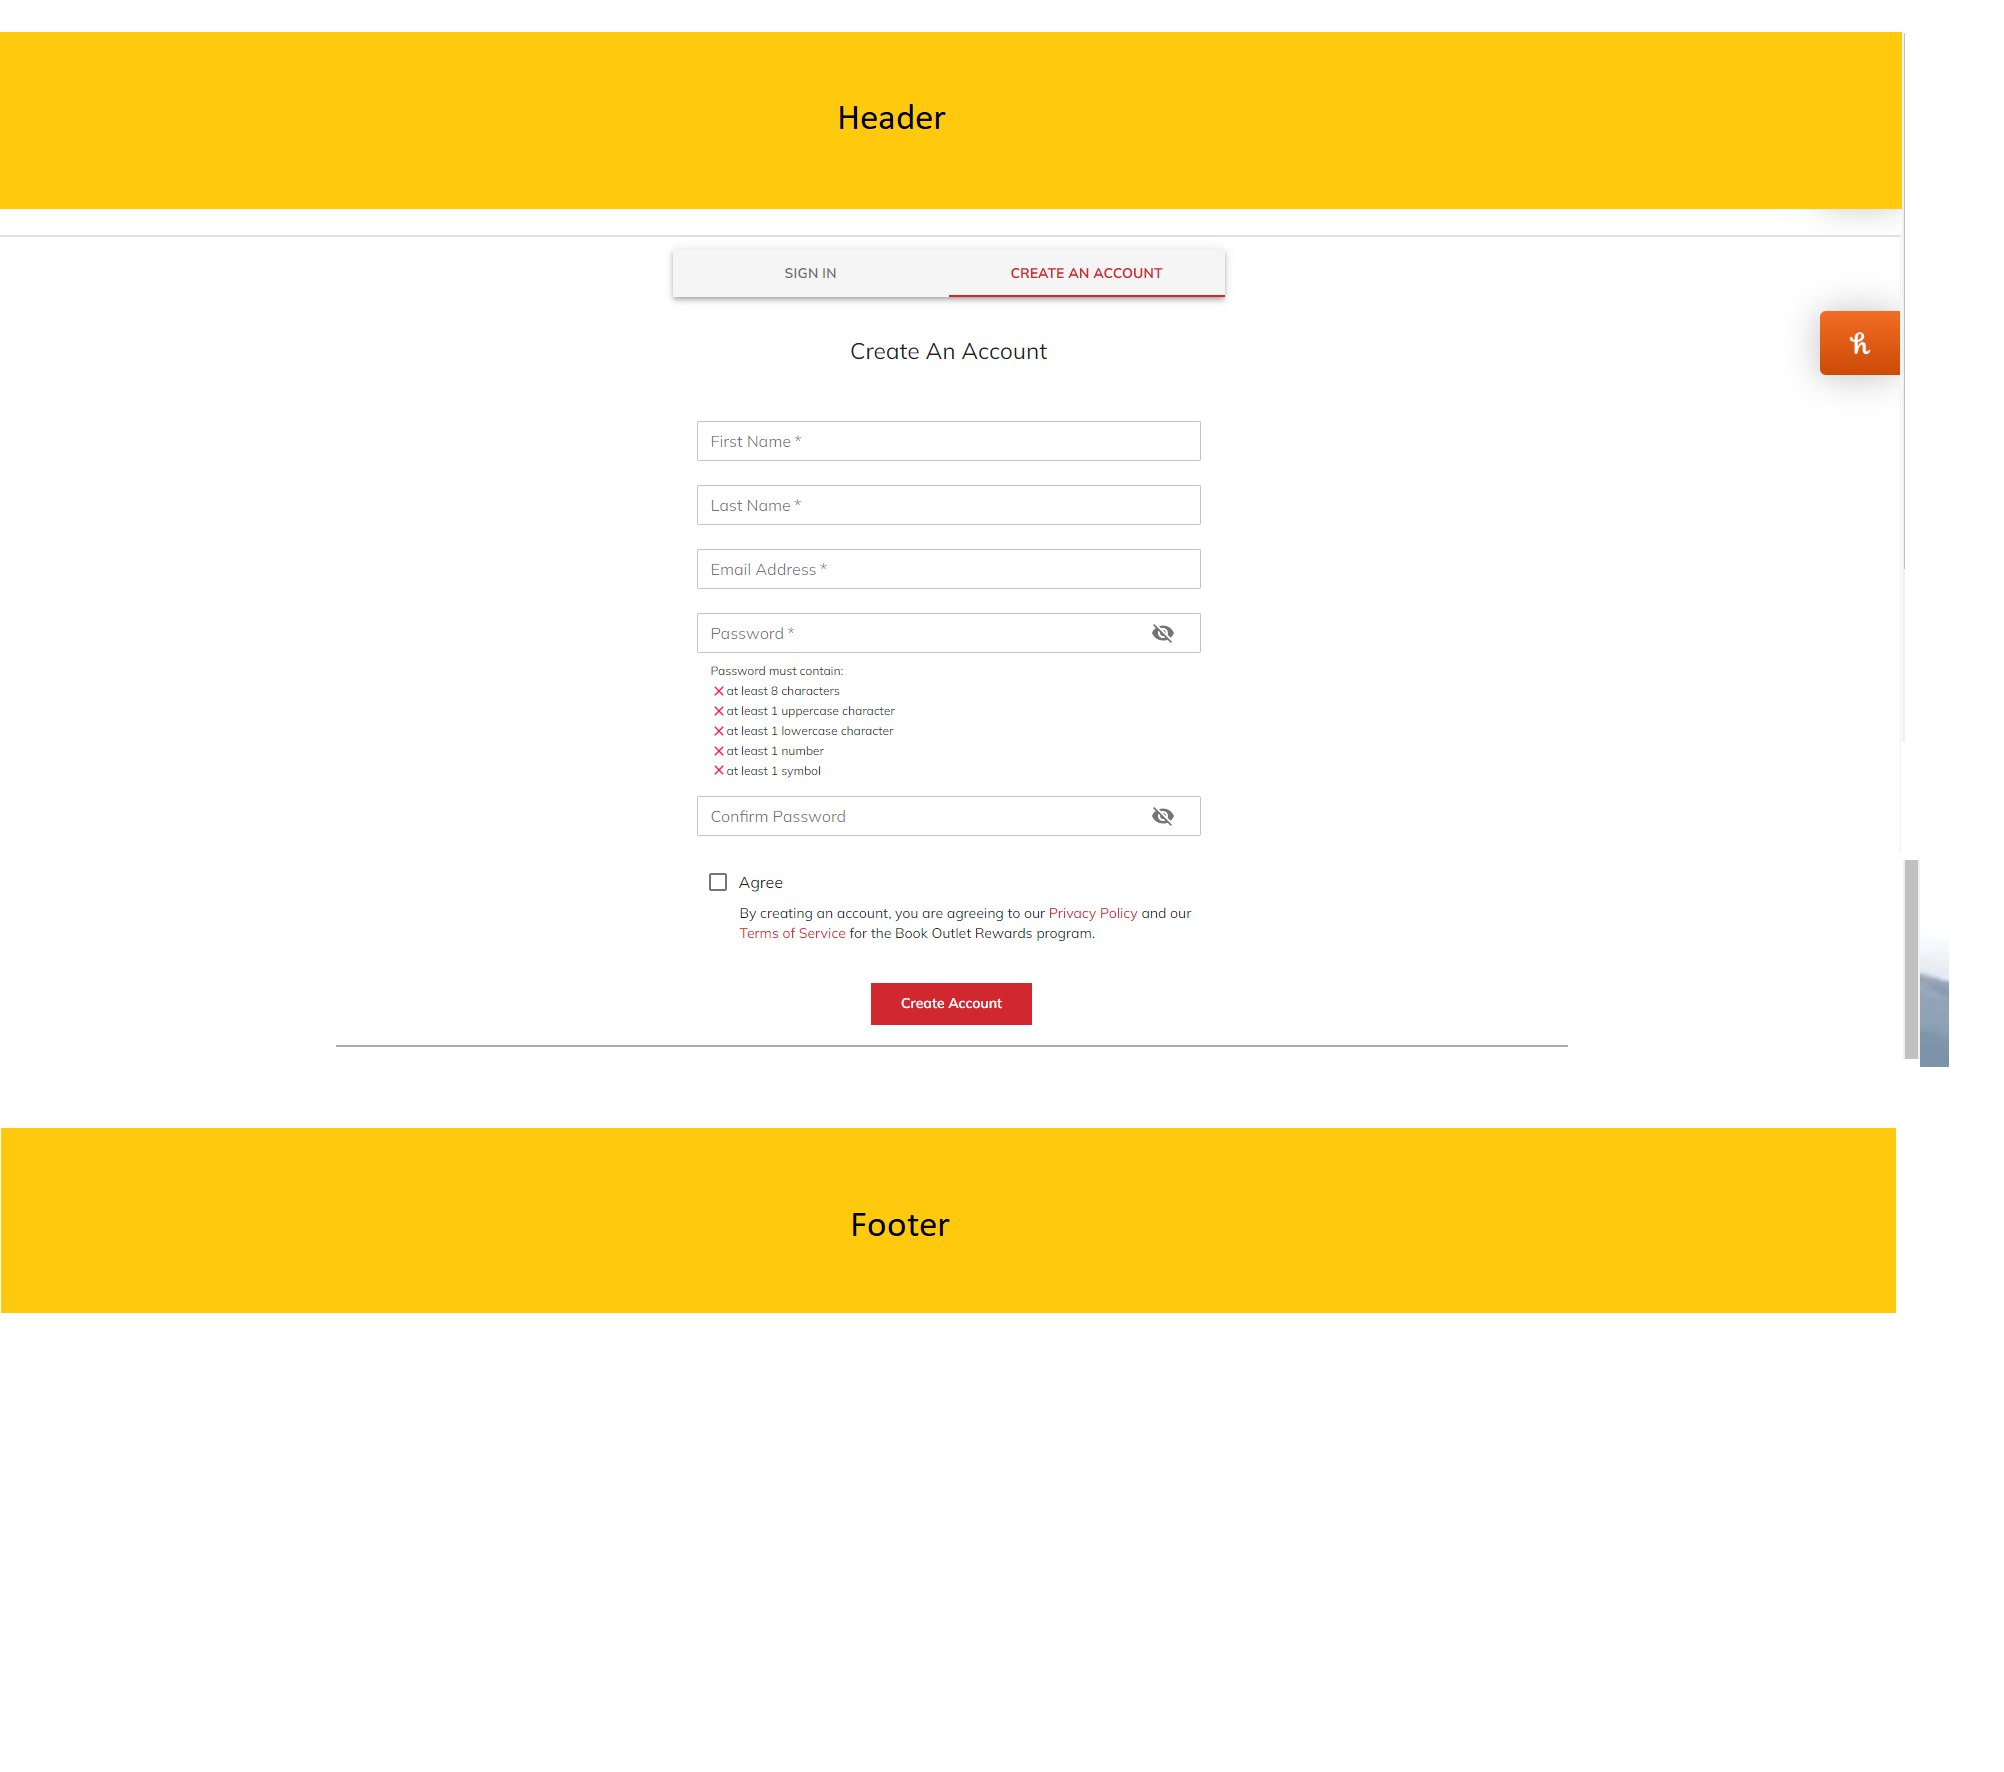 Header
SIGN IN
CREATE AN ACCOUNT
Create An Account
First Name *
Last Name *
Email Address *
Password *
Password must contain:
at least 8 characters
at least 1 uppercase character
at least 1 lowercase character
at least 1 number
at least 1 symbol
Confirm Password
Agree
By creating an account, you are agreeing to our Privacy Policy and our
Terms of Service for the Book Outlet Rewards program.
Create Account
Footer